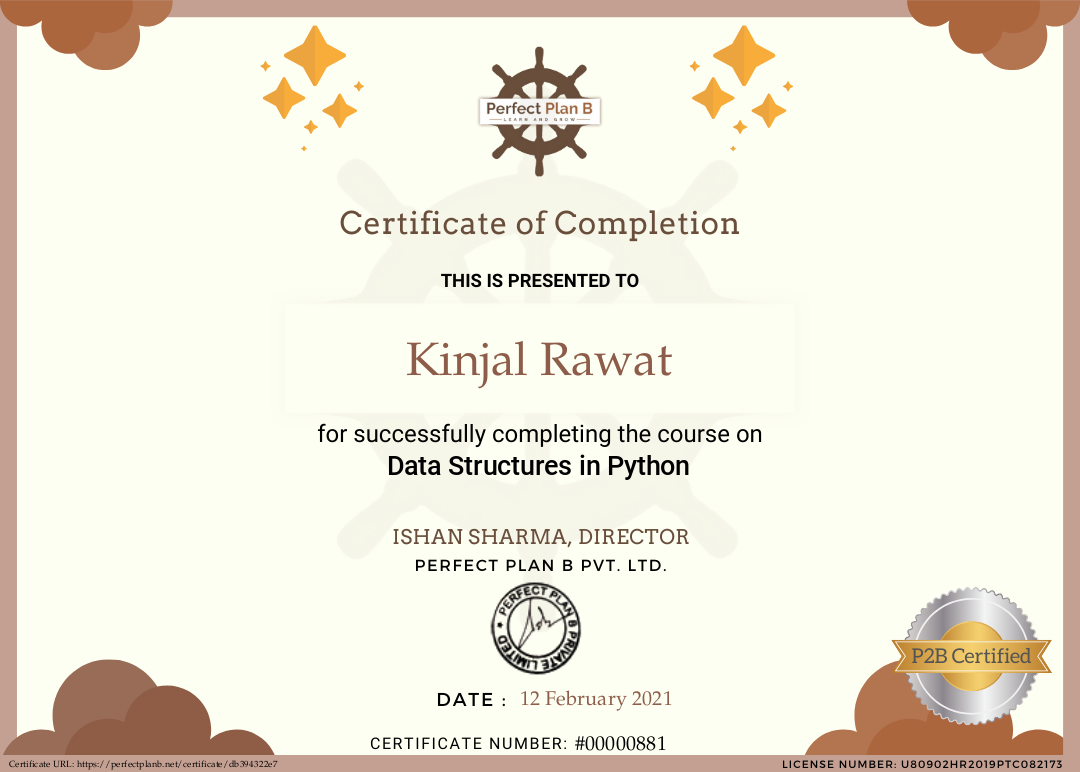 Perfect Plan B
LEARN AND GROW
Certificate of Completion
THIS IS PRESENTED TO
Kinjal Rawat
for successfully completing the course on
Data Structures in Python
ISHAN SHARMA, DIRECTOR
PERFECT PLAN B PVT. LTD.
PERFECT PLAN B PRIVATE LIMITED
P2B Certified
DATE : 12 February 2021
CERTIFICATE NUMBER: #00000881
Certificate URL: https://perfectplanb.net/certificate/db394322e7
LICENSE NUMBER: U80902HR2019PTC082173